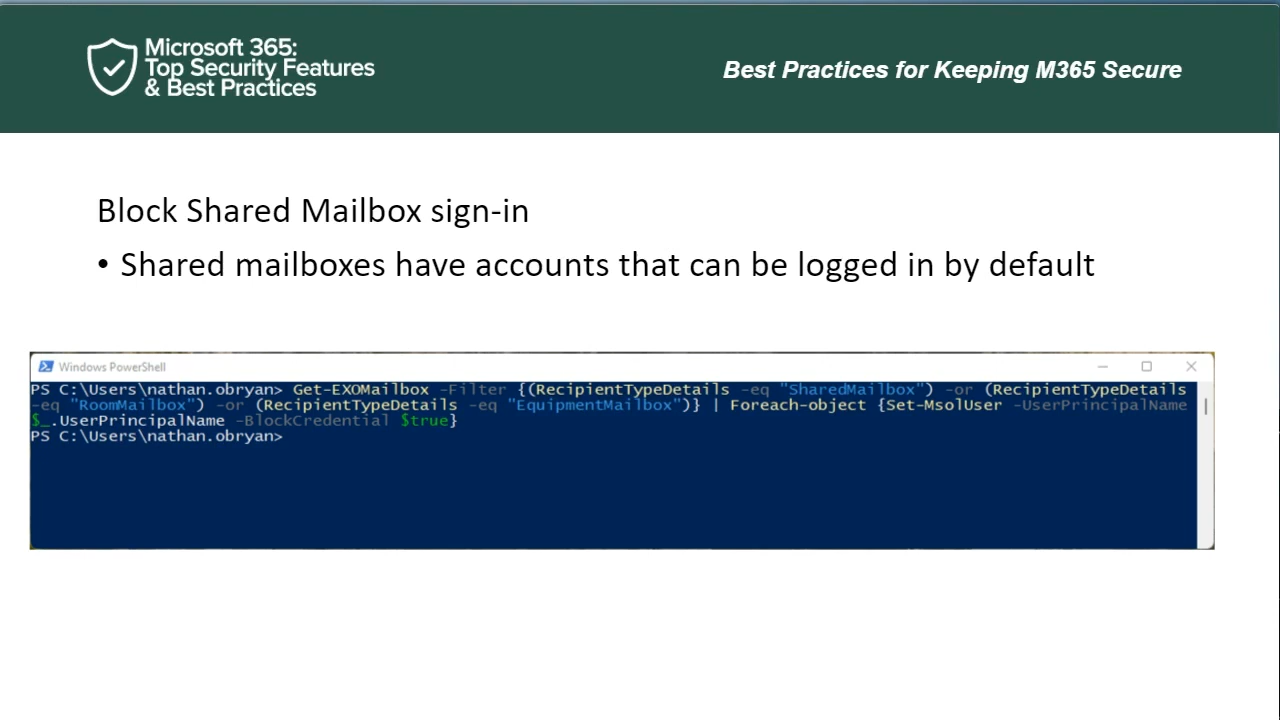 Microsoft 365:
Top Security Features
& Best Practices
Best Practices for Keeping M365 Secure
Block Shared Mailbox sign-in
• Shared mailboxes have accounts that can be logged in by default
Windows PowerShell
PS C:\Users\nathan.obryan> Get-EXOMailbox -Filter {(RecipientTypeDetails -eq "SharedMailbox") -or (RecipientTypeDetails
-eq "RoomMailbox") -or (RecipientTypeDetails -eq "EquipmentMailbox")} | Foreach-object {Set-MsolUser -UserPrincipalName
$_.UserPrincipalName -BlockCredential $true}
PS C:\Users\nathan.obryan>